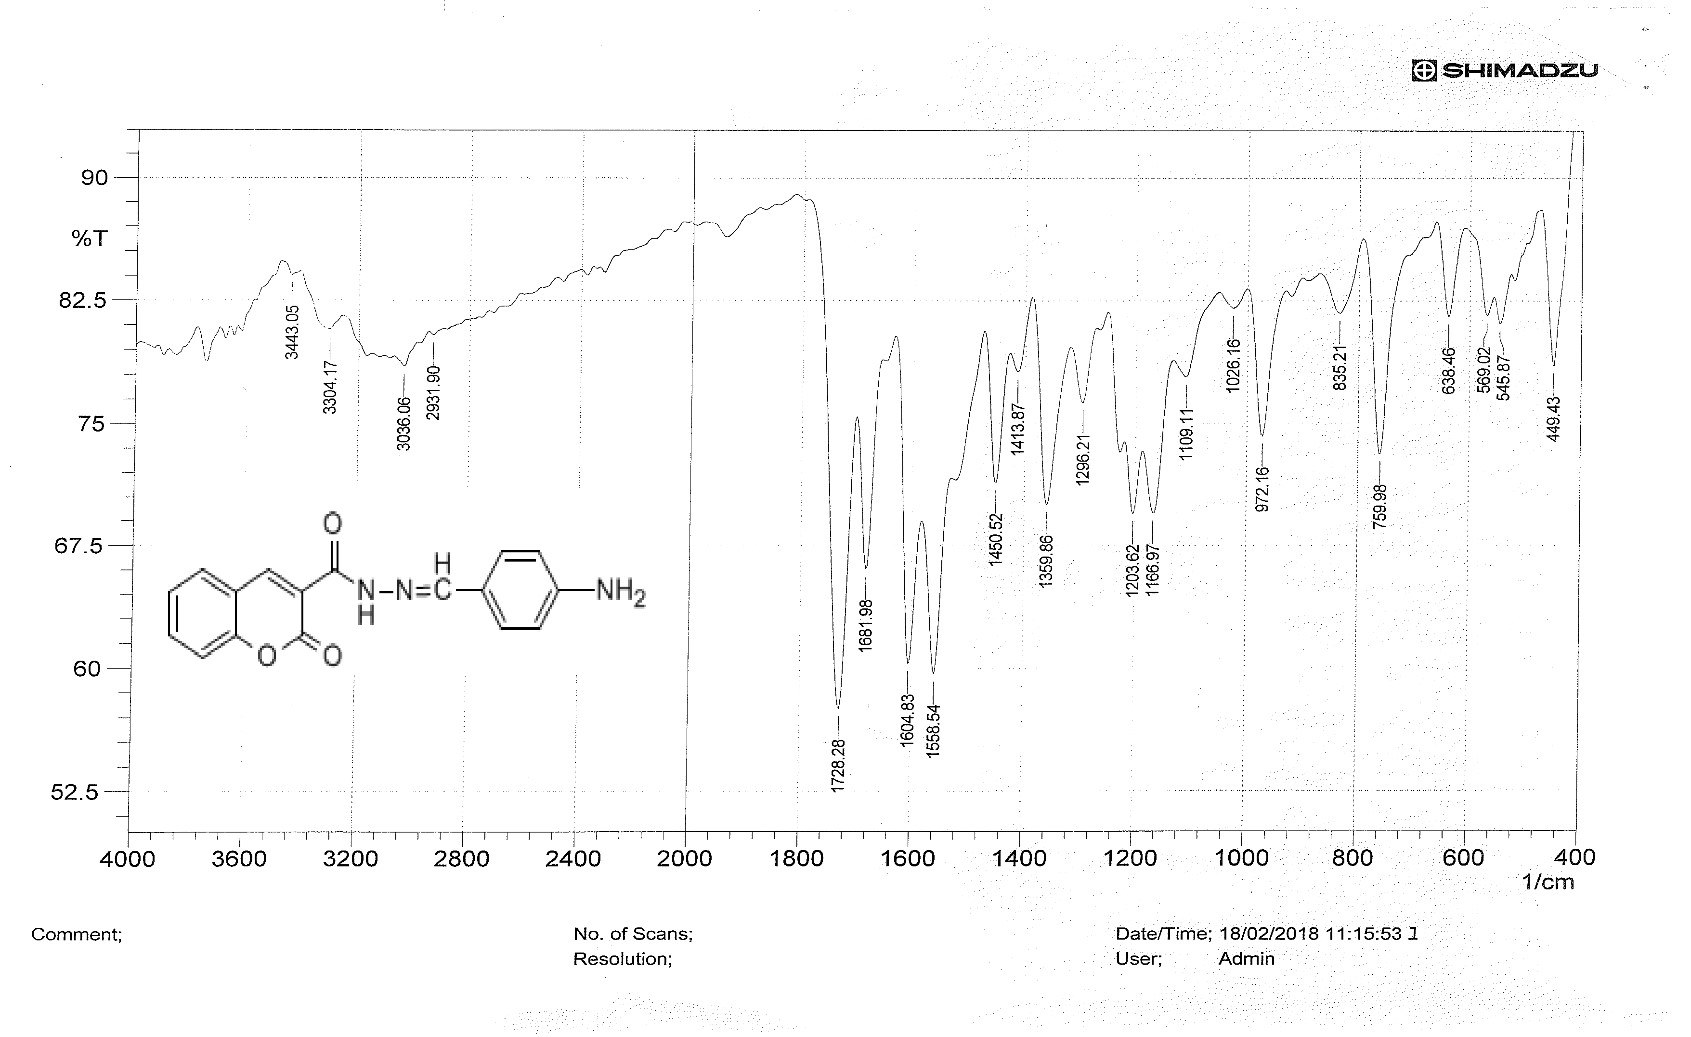 SHIMADZU
90
%T
82.5
75
67.5
60
52.5
3443.05
3304.17
3036.06
2931.90
1728.28
1681.98
1604.83
1558.54
1450.52
1413.87
1359.86
1296.21
1203.62
1166.97
1109.11
1026.16
972.16
835.21
759.98
638.46
569.02
545.87
449.43
O
H
N
H
N=C
NH2
O
O
4000 3600 3200 2800 2400 2000 1800 1600 1400 1200 1000 800 600 400
1/cm
Comment; No. of Scans; Date/Time; 18/02/2018 11:15:53 1
Resolution; User; Admin